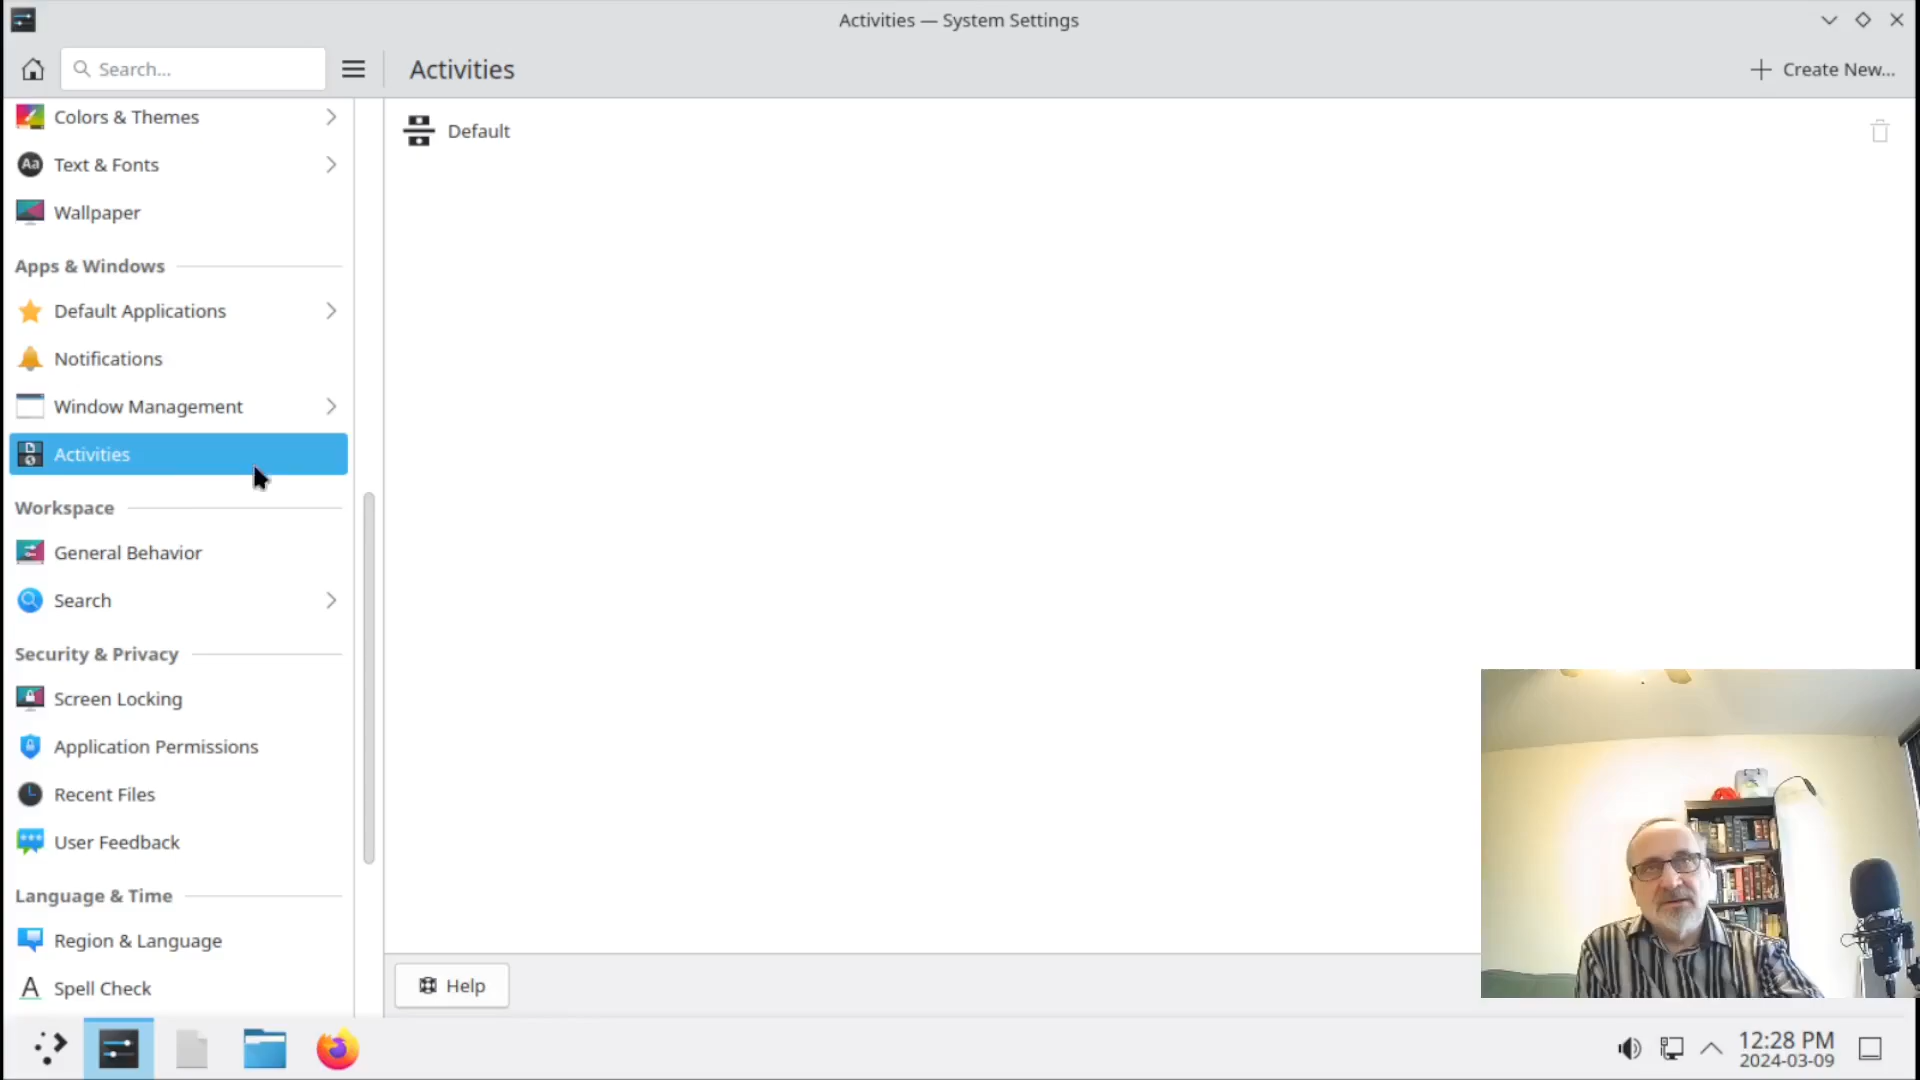 Activities — System Settings
Search...
Activities
Create New...
Colors & Themes
Aa Text & Fonts
Wallpaper
Apps & Windows
Default Applications
Notifications
Window Management
Activities
Workspace
General Behavior
Search
Security & Privacy
Screen Locking
Application Permissions
Recent Files
User Feedback
Language & Time
Region & Language
A Spell Check
Default
Help
12:28 PM
2024-03-09